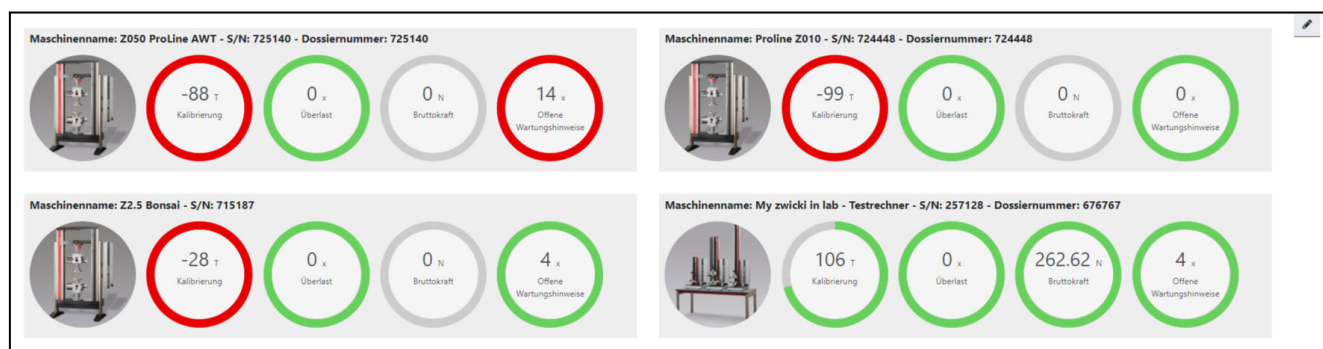 Maschinenname: Z050 ProLine AWT - S/N: 725140 - Dossiernummer: 725140
-88 T
Kalibrierung
0 x
Überlast
0 N
Bruttokraft
14 x
Offene
Wartungshinweise
Maschinenname: Proline Z010 - S/N: 724448 - Dossiernummer: 724448
-99 T
Kalibrierung
0 x
Überlast
0 N
Bruttokraft
0 x
Offene
Wartungshinweise
Maschinenname: Z2.5 Bonsai - S/N: 715187
-28 T
Kalibrierung
0 x
Überlast
0 N
Bruttokraft
4 x
Offene
Wartungshinweise
Maschinenname: My zwicki in lab - Testrechner - S/N: 257128 - Dossiernummer: 676767
106 T
Kalibrierung
0 x
Überlast
262.62 N
Bruttokraft
4 x
Offene
Wartungshinweise